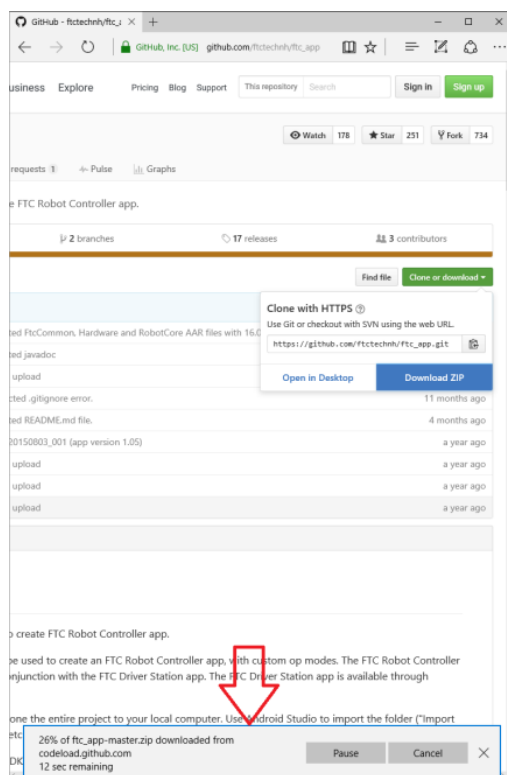 GitHub - ftctechnh/ftc_a
GitHub, Inc. [US] github.com/ftctechnh/ftc_app
usiness Explore Pricing Blog Support This repository Search Sign in Sign up
Watch 178 Star 251 Fork 734
requests 1 Pulse Graphs
e FTC Robot Controller app.
2 branches 17 releases 3 contributors
Find file Clone or download
Clone with HTTPS
Use Git or checkout with SVN using the web URL.
ted FtcCommon, Hardware and RobotCore AAR files with 16.0
https://github.com/ftctechnh/ftc_app.git
ted javadoc
upload
Open in Desktop Download ZIP
cted .gitignore error. 11 months ago
ted README.md file. 4 months ago
20150803_001 (app version 1.05) a year ago
upload a year ago
upload a year ago
upload a year ago
o create FTC Robot Controller app.
be used to create an FTC Robot Controller app, with custom op modes. The FTC Robot Controller
onjunction with the FTC Driver Station app. The FTC Driver Station app is available through
one the entire project to your local computer. Use Android Studio to import the folder ("Import
etc
26% of ftc_app-master.zip downloaded from
codeload.github.com
12 sec remaining
Pause Cancel
DK